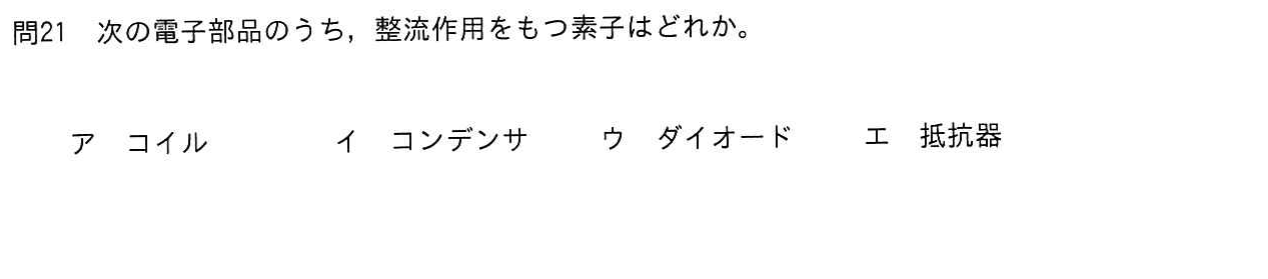 問21　次の電子部品のうち，整流作用をもつ素子はどれか。
ア　コイル　　　　イ　コンデンサ　　　ウ　ダイオード　　　エ　抵抗器